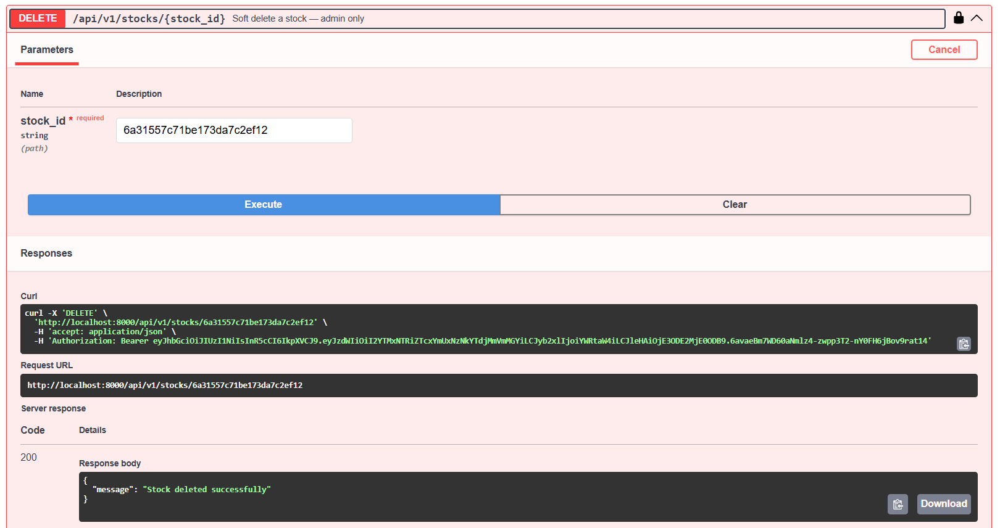 DELETE /api/v1/stocks/{stock_id} Soft delete a stock — admin only
Parameters
Cancel
Name Description
stock_id * required
string
(path)
6a31557c71be173da7c2ef12
Execute Clear
Responses
Curl
curl -X 'DELETE' \
'http://localhost:8000/api/v1/stocks/6a31557c71be173da7c2ef12' \
-H 'accept: application/json' \
-H 'Authorization: Bearer eyJhbGciOiJIUzI1NiIsInR5cCI6IkpXVCJ9.eyJzdWIiOiI2YTMxNTRiZTcxYmUxNzNkYTdjMmVmMGYiLCJyb2xlIjoiYWRtaW4iLCJleHAiOjE3ODE2MjE0ODB9.6avaeBm7WD60aNmlz4-zwpp3T2-nY0FH6jBov9rat14'
Request URL
http://localhost:8000/api/v1/stocks/6a31557c71be173da7c2ef12
Server response
Code Details
200
Response body
{
"message": "Stock deleted successfully"
}
Download